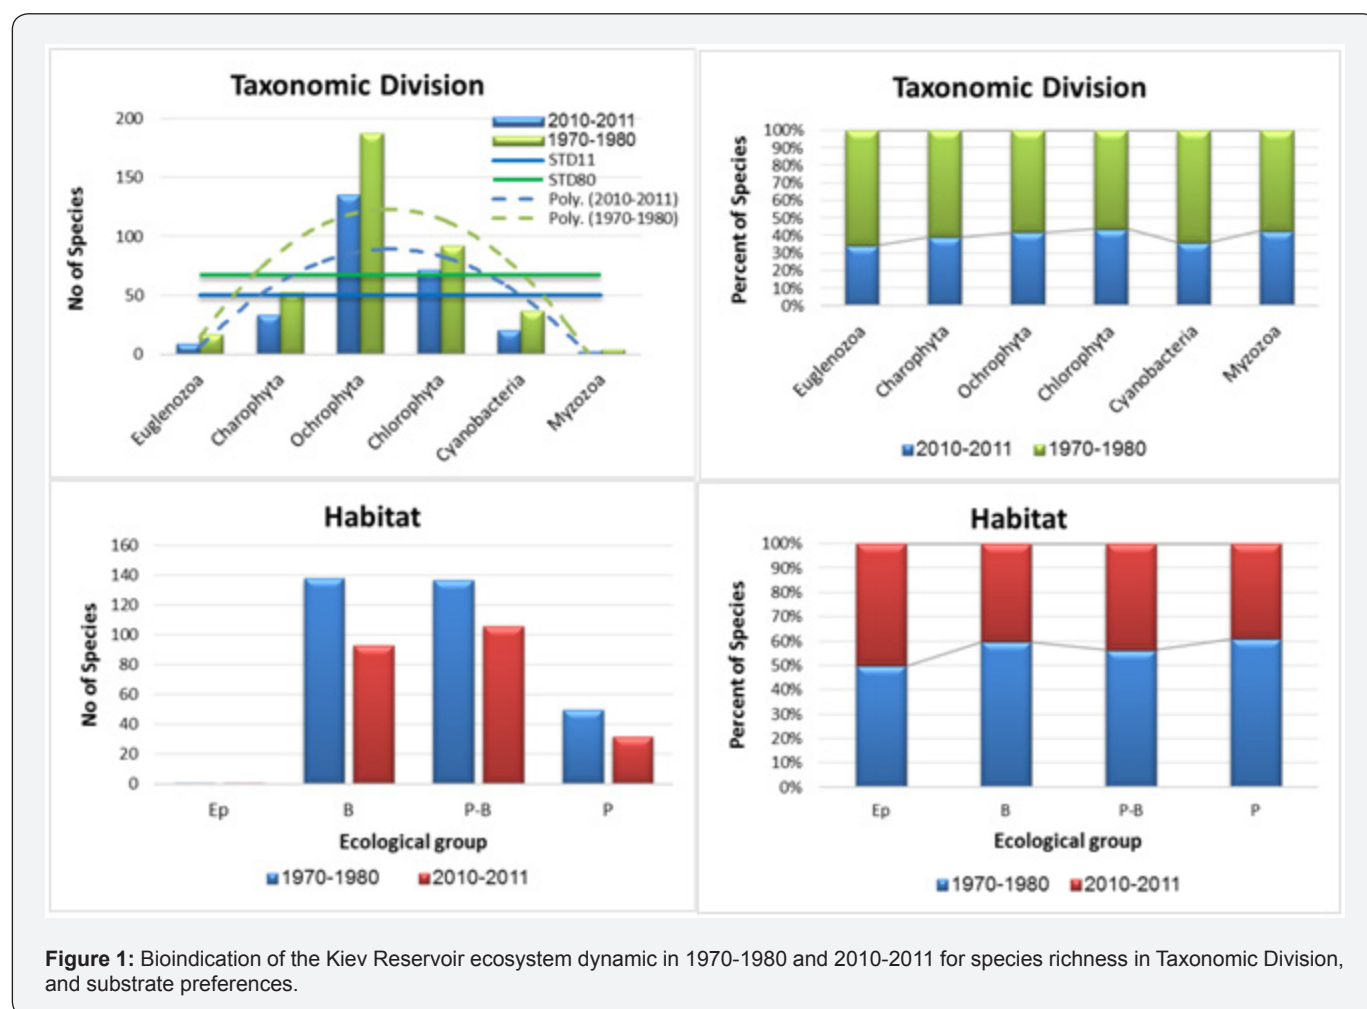 Taxonomic Division
No of Species
200
150
100
50
0
2010-2011
1970-1980
STD11
STD80
Poly. (2010-2011)
Poly. (1970-1980)
Euglenozoa
Charophyta
Ochrophyta
Chlorophyta
Cyanobacteria
Myzozoa
Taxonomic Division
Percent of Species
100%
90%
80%
70%
60%
50%
40%
30%
20%
10%
0%
Euglenozoa
Charophyta
Ochrophyta
Chlorophyta
Cyanobacteria
Myzozoa
2010-2011 1970-1980
Habitat
No of Species
160
140
120
100
80
60
40
20
0
Ep B P-B P
Ecological group
1970-1980 2010-2011
Habitat
Percent of Species
100%
90%
80%
70%
60%
50%
40%
30%
20%
10%
0%
Ep B P-B P
Ecological group
1970-1980 2010-2011
Figure 1: Bioindication of the Kiev Reservoir ecosystem dynamic in 1970-1980 and 2010-2011 for species richness in Taxonomic Division,
and substrate preferences.